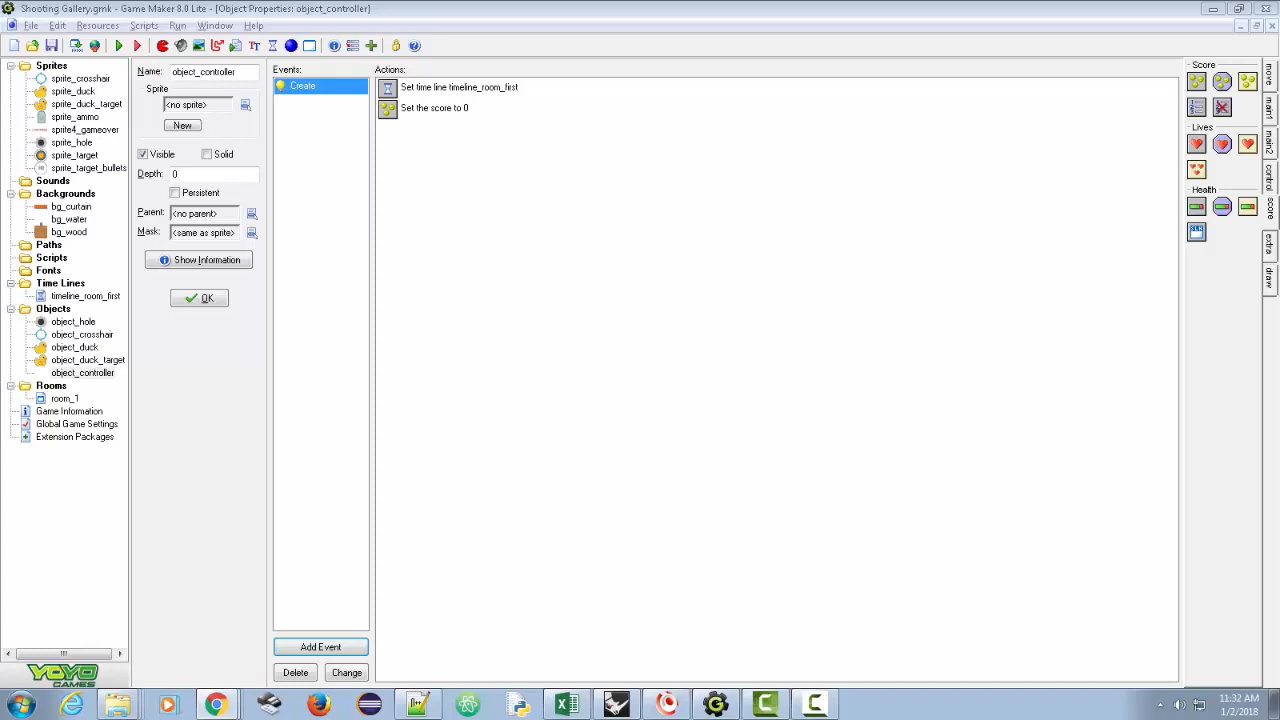 Shooting Gallery.gmk - Game Maker 8.0 Lite - [Object Properties: object_controller]
File Edit Resources Scripts Run Window Help
Sprites
sprite_crosshair
sprite_duck
sprite_duck_target
sprite_ammo
sprite4_gameover
sprite_hole
sprite_target
sprite_target_bullets
Sounds
Backgrounds
bg_curtain
bg_water
bg_wood
Paths
Scripts
Fonts
Time Lines
timeline_room_first
Objects
object_hole
object_crosshair
object_duck
object_duck_target
object_controller
Rooms
room_1
Game Information
Global Game Settings
Extension Packages
YOYO
GAMES
Name: object_controller
Sprite
<no sprite>
New
Visible Solid
Depth: 0
Persistent
Parent: <no parent>
Mask: <same as sprite>
Show Information
OK
Events:
Create
Add Event
Delete Change
Actions:
Set time line timeline_room_first
Set the score to 0
Score
Lives
Health
move
main1
main2
control
score
extra
draw
11:32 AM
1/2/2018